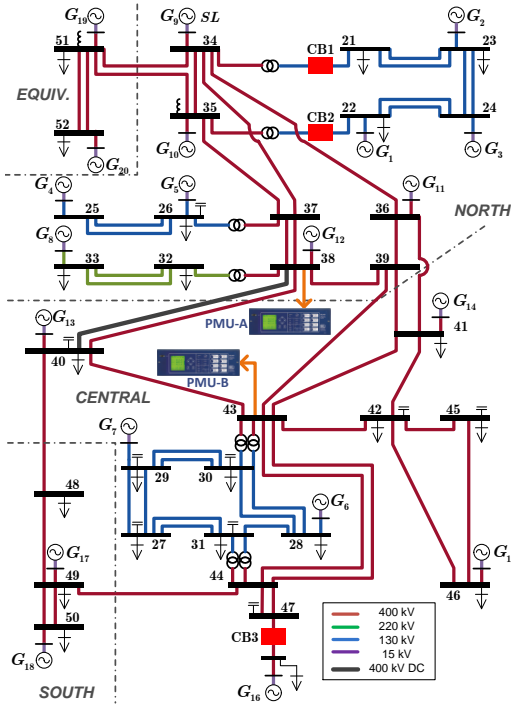 G19
G9 SL
G2
51
34
CB1
21
23
EQUIV.
35
CB2
22
24
52
G20
G10
G1
G3
G4
G5
G11
25
26
37
36
NORTH
G8
G12
33
32
38
39
G13
PMU-A
G14
40
41
PMU-B
CENTRAL
43
42
45
G7
29
30
G6
48
27
31
28
G17
G1
49
44
46
50
47
CB3
G18
SOUTH
G16
400 kV
220 kV
130 kV
15 kV
400 kV DC